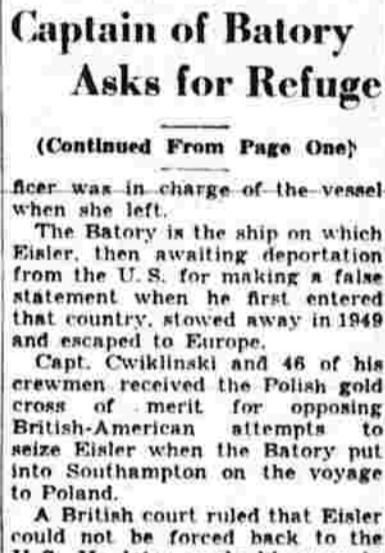 Captain of Batory
Asks for Refuge
(Continued From Page One)
ficer was in charge of the vessel
when she left.
The Batory is the ship on which
Eisler, then awaiting deportation
from the U. S. for making a false
statement when he first entered
that country, stowed away in 1949
and escaped to Europe.
Capt. Cwiklinski and 46 of his
crewmen received the Polish gold
cross of merit for opposing
British-American attempts to
seize Eisler when the Batory put
into Southampton on the voyage
to Poland.
A British court ruled that Eisler
could not be forced back to the